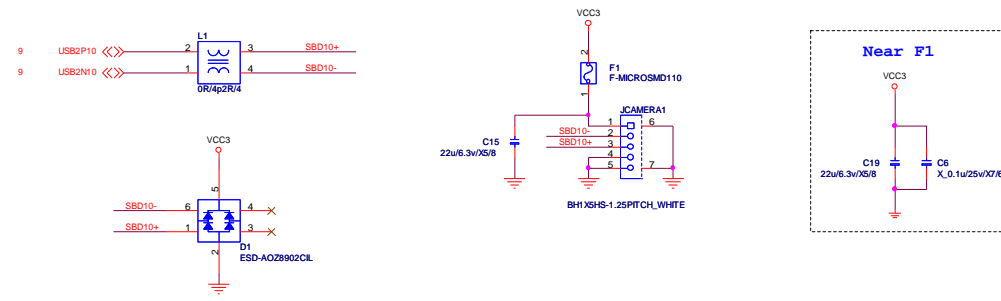 L1
9 USB2P10 2 3 SBD10+
9 USB2N10 1 4 SBD10-
0R/4p2R/4
VCC3
5
SBD10- 6 4
SBD10+ 1 3
2
D1
ESD-AOZ8902CIL
VCC3
2
F1
F-MICROSMD110
1
JCAMERA1
C15
22u/6.3v/X5/8
1 6
SBD10- 2
SBD10+ 3
4
5 7
BH1X5HS-1.25PITCH_WHITE
Near F1
VCC3
C19
22u/6.3v/X5/8
C6
X_0.1u/25v/X7/6